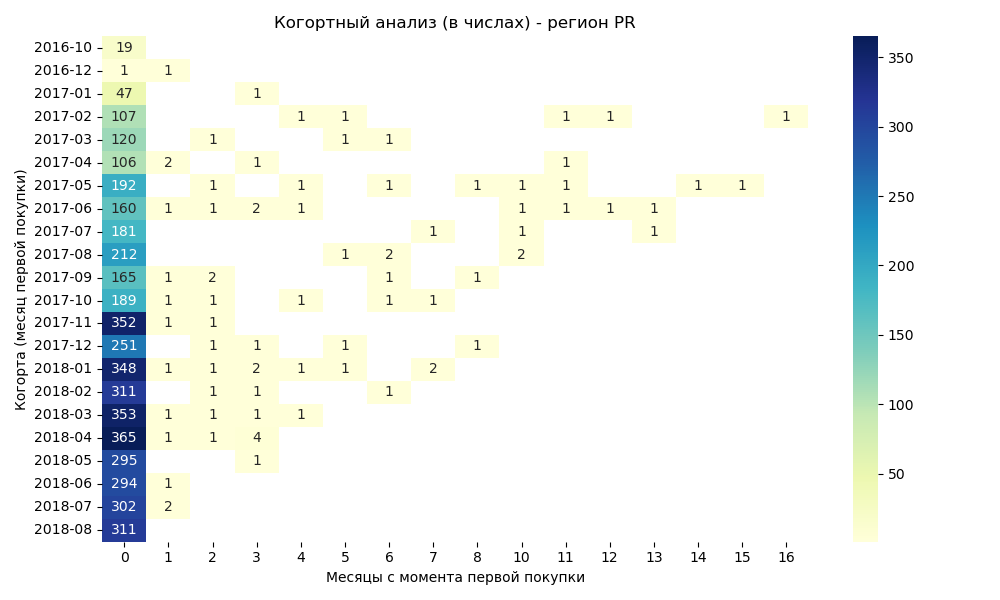 Когортный анализ (в числах) - регион PR
Когорта (месяц первой покупки)
2016-10 19
2016-12 1 1
2017-01 47 1
2017-02 107 1 1 1 1 1
2017-03 120 1 1 1
2017-04 106 2 1 1
2017-05 192 1 1 1 1 1 1 1 1
2017-06 160 1 1 2 1 1 1 1 1
2017-07 181 1 1 1
2017-08 212 1 2 2
2017-09 165 1 2 1 1
2017-10 189 1 1 1 1 1
2017-11 352 1 1
2017-12 251 1 1 1 1
2018-01 348 1 1 2 1 1 2
2018-02 311 1 1 1
2018-03 353 1 1 1 1
2018-04 365 1 1 4
2018-05 295 1
2018-06 294 1
2018-07 302 2
2018-08 311
0 1 2 3 4 5 6 7 8 10 11 12 13 14 15 16
Месяцы с момента первой покупки
350
300
250
200
150
100
50